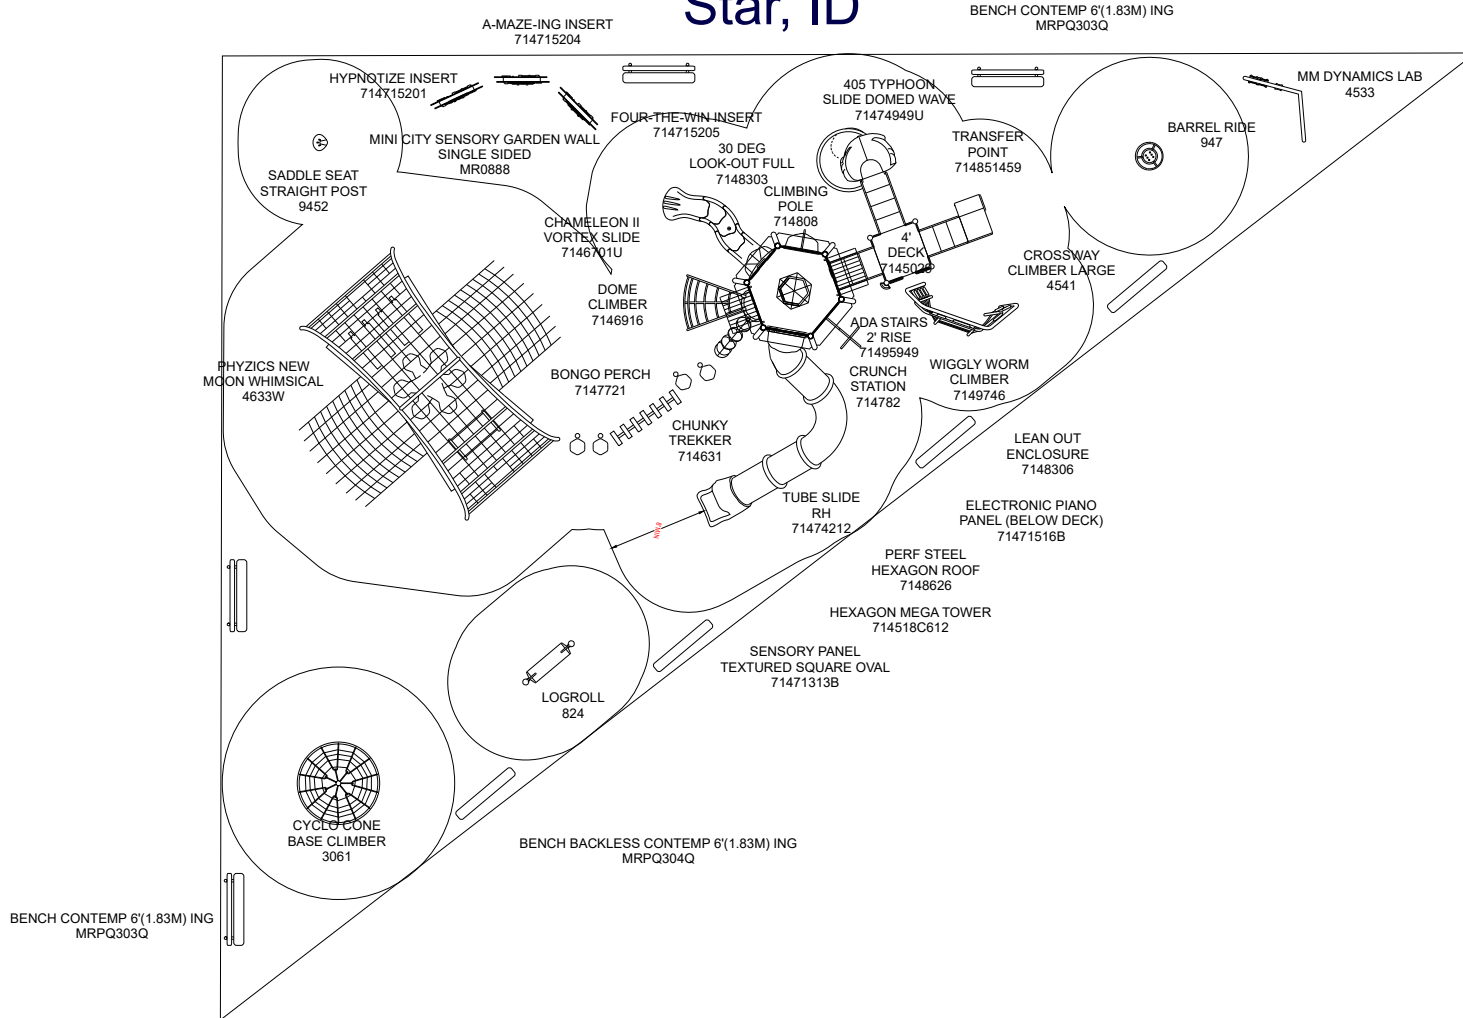 Star, ID
BENCH CONTEMP 6'(1.83M) ING
MRPQ303Q
A-MAZE-ING INSERT
714715204
HYPNOTIZE INSERT
714715201
405 TYPHOON
SLIDE DOMED WAVE
71474949U
MM DYNAMICS LAB
4533
FOUR-THE-WIN INSERT
714715205
BARREL RIDE
947
MINI CITY SENSORY GARDEN WALL
SINGLE SIDED
MR0888
30 DEG
LOOK-OUT FULL
7148303
TRANSFER
POINT
714851459
SADDLE SEAT
STRAIGHT POST
9452
CLIMBING
POLE
714808
CHAMELEON II
VORTEX SLIDE
7146701U
4'
DECK
CROSSWAY
CLIMBER LARGE
4541
DOME
CLIMBER
7146916
ADA STAIRS
2' RISE
71495949
PHYZICS NEW
MOON WHIMSICAL
4633W
BONGO PERCH
7147721
CRUNCH
STATION
714782
WIGGLY WORM
CLIMBER
7149746
CHUNKY
TREKKER
714631
LEAN OUT
ENCLOSURE
7148306
TUBE SLIDE
RH
71474212
ELECTRONIC PIANO
PANEL (BELOW DECK)
71471516B
PERF STEEL
HEXAGON ROOF
7148626
HEXAGON MEGA TOWER
714518C612
SENSORY PANEL
TEXTURED SQUARE OVAL
71471313B
LOGROLL
824
CYCLO CONE
BASE CLIMBER
3061
BENCH BACKLESS CONTEMP 6'(1.83M) ING
MRPQ304Q
BENCH CONTEMP 6'(1.83M) ING
MRPQ303Q